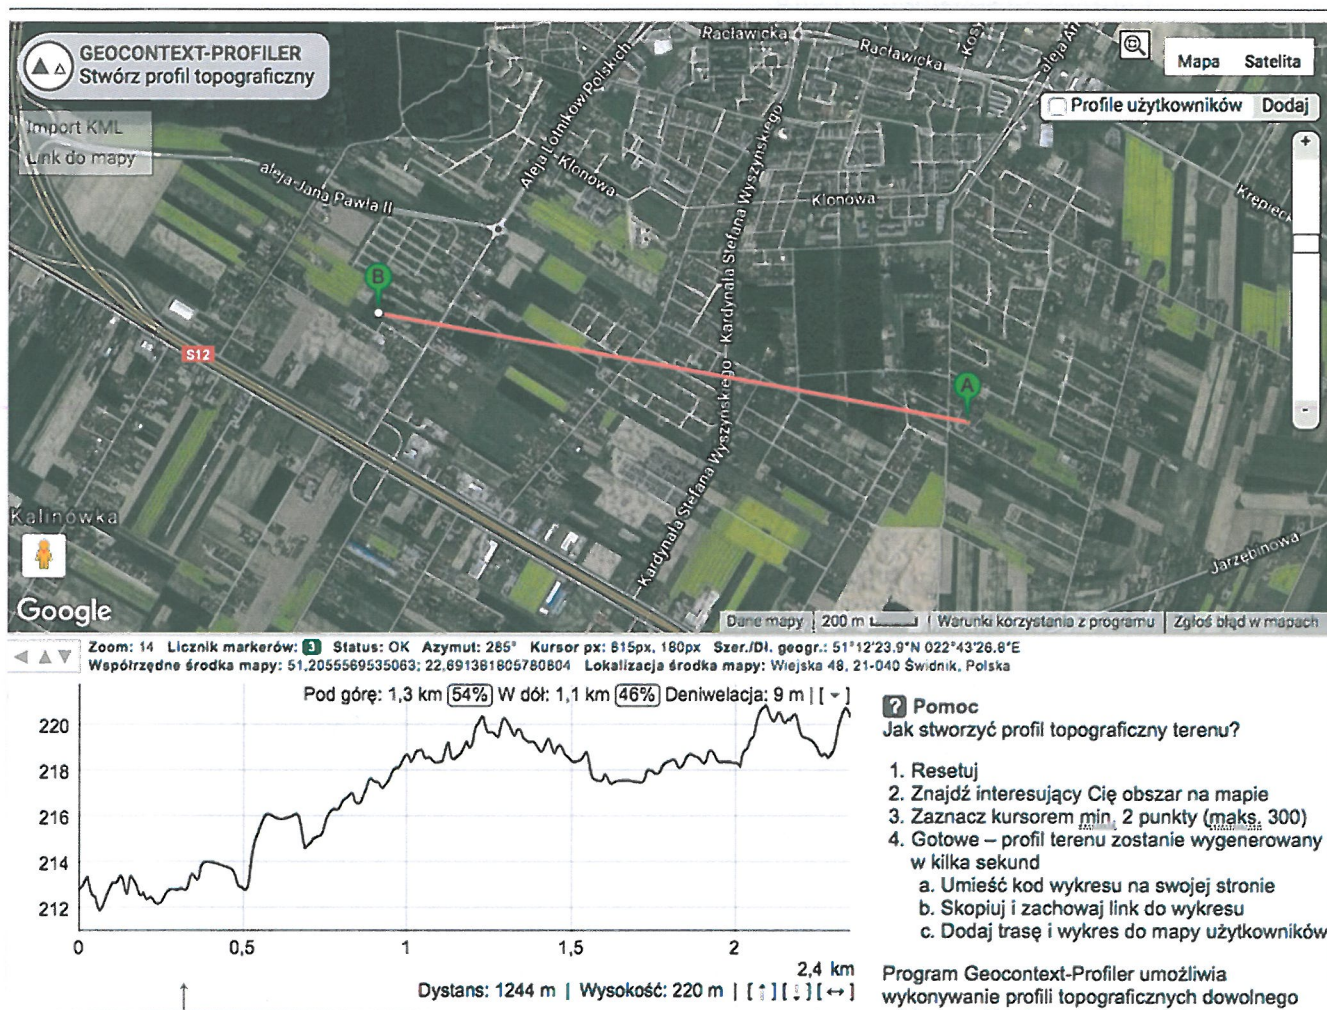 GEOCONTEXT-PROFILER
Stwórz profil topograficzny
Import KML
Link do mapy
Racławicka
Racławicka
Mapa Satelita
Profile użytkowników Dodaj
+
-
aleja Jana Pawła II
Aleja Lotników Polskich
Klonowa
Klonowa
Kardynała Stefana Wyszyńskiego
Kardynała Stefana Wyszyńskiego
Kardynała Stefana Wyszyńskiego
B
A
S12
Kalinówka
Jarzębinowa
Google
Dane mapy 200 m Warunki korzystania z programu Zgłoś błąd w mapach
Zoom: 14 Licznik markerów: 3 Status: OK Azymut: 285° Kursor px: 815px, 180px Szer./Dł. geogr.: 51°12'23.9"N 022°43'26.8"E
Współrzędne środka mapy: 51,2055569535063; 22,691361805780804 Lokalizacja środka mapy: Wiejska 48, 21-040 Świdnik, Polska
Pod górę: 1,3 km 54% W dół: 1,1 km 46% Deniwelacja: 9 m | [ ]
220
218
216
214
212
0 0,5 1 1,5 2
2,4 km
Dystans: 1244 m | Wysokość: 220 m | [↑][↓][↔]
? Pomoc
Jak stworzyć profil topograficzny terenu?
1. Resetuj
2. Znajdź interesujący Cię obszar na mapie
3. Zaznacz kursorem min. 2 punkty (maks. 300)
4. Gotowe – profil terenu zostanie wygenerowany
w kilka sekund
a. Umieść kod wykresu na swojej stronie
b. Skopiuj i zachowaj link do wykresu
c. Dodaj trasę i wykres do mapy użytkowników
Program Geocontext-Profiler umożliwia
wykonywanie profili topograficznych dowolnego